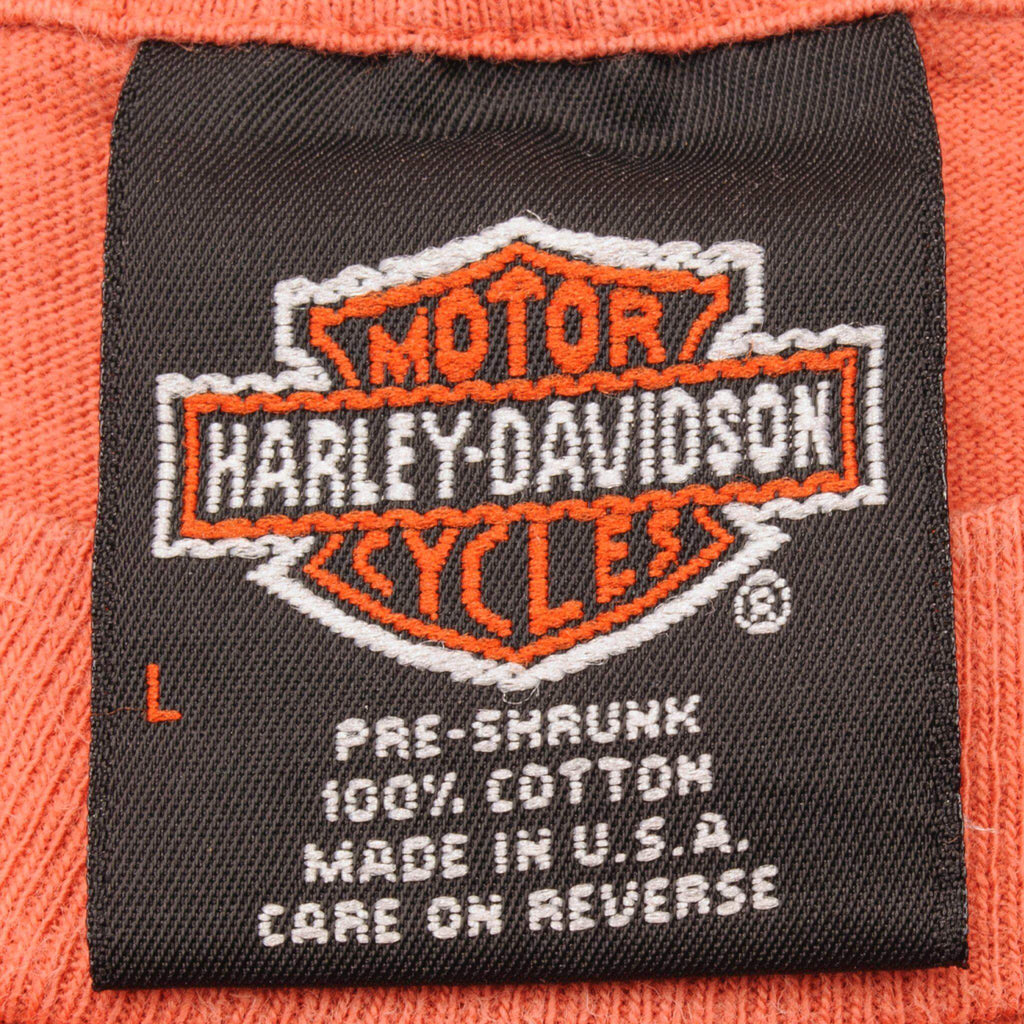 MOTOR
HARLEY-DAVIDSON
CYCLES
®
L
PRE-SHRUNK
100% COTTON
MADE IN U.S.A.
CARE ON REVERSE